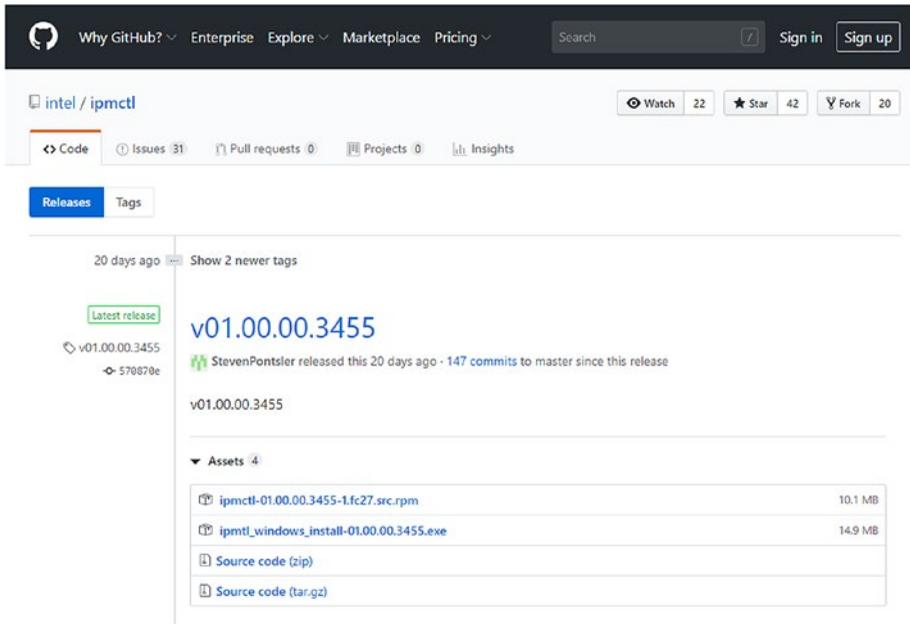 Why GitHub? Enterprise Explore Marketplace Pricing Search / Sign in Sign up
intel / ipmctl Watch 22 Star 42 Fork 20
Code Issues 31 Pull requests 0 Projects 0 Insights
Releases Tags
20 days ago ... Show 2 newer tags
Latest release
v01.00.00.3455
v01.00.00.3455
570870e
StevenPontsler released this 20 days ago · 147 commits to master since this release
v01.00.00.3455
Assets 4
ipmctl-01.00.00.3455-1.fc27.src.rpm 10.1 MB
ipmtl_windows_install-01.00.00.3455.exe 14.9 MB
Source code (zip)
Source code (tar.gz)